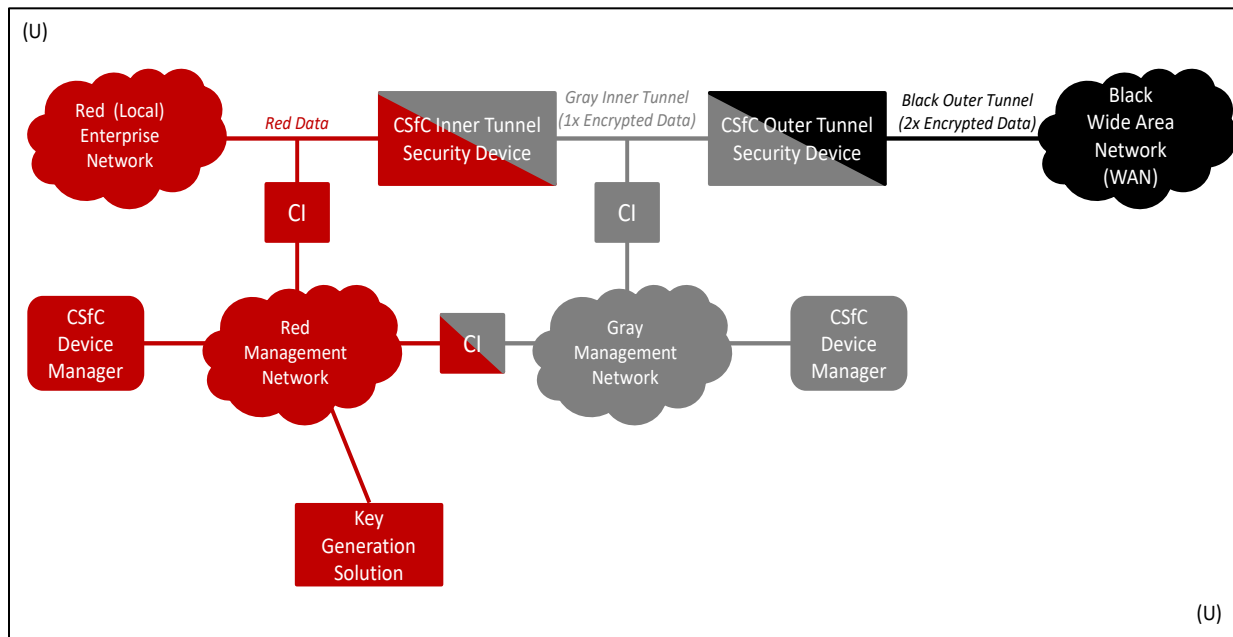 (U)
Red (Local)
Enterprise
Network
Red Data
CSfC Inner Tunnel
Security Device
Gray Inner Tunnel
(1x Encrypted Data)
CSfC Outer Tunnel
Security Device
Black Outer Tunnel
(2x Encrypted Data)
Black
Wide Area
Network
(WAN)
CI
CI
CSfC
Device
Manager
Red
Management
Network
CI
Gray
Management
Network
CSfC
Device
Manager
Key
Generation
Solution
(U)